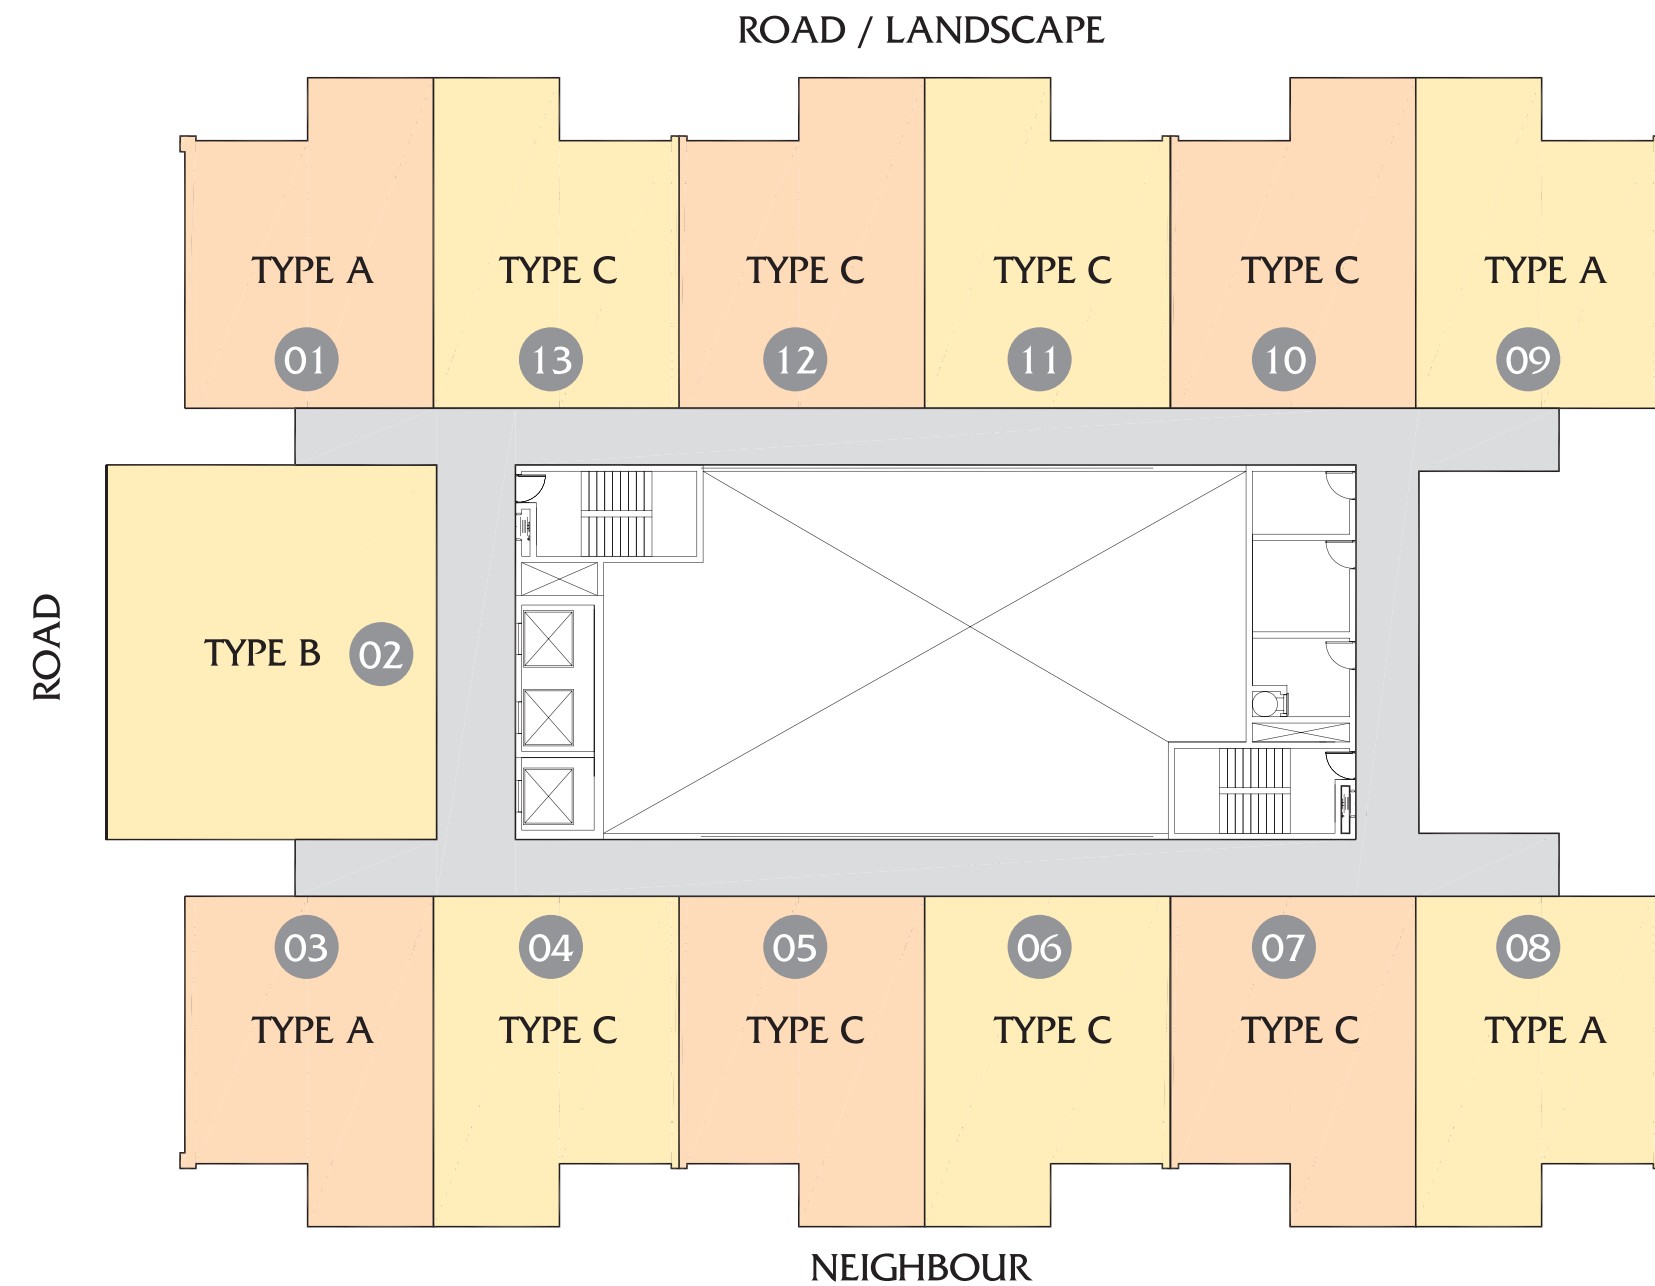 ROAD / LANDSCAPE
TYPE A TYPE C TYPE C TYPE C TYPE C TYPE A
01 13 12 11 10 09
ROAD
TYPE B 02
03 04 05 06 07 08
TYPE A TYPE C TYPE C TYPE C TYPE C TYPE A
NEIGHBOUR